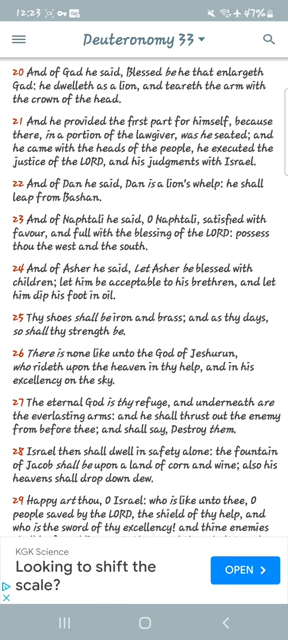 12:23
47%
Deuteronomy 33
20 And of Gad he said, Blessed be he that enlargeth
Gad: he dwelleth as a lion, and teareth the arm with
the crown of the head.
21 And he provided the first part for himself, because
there, in a portion of the lawgiver, was he seated; and
he came with the heads of the people, he executed the
justice of the LORD, and his judgments with Israel.
22 And of Dan he said, Dan is a lion's whelp: he shall
leap from Bashan.
23 And of Naphtali he said, O Naphtali, satisfied with
favour, and full with the blessing of the LORD: possess
thou the west and the south.
24 And of Asher he said, Let Asher be blessed with
children; let him be acceptable to his brethren, and let
him dip his foot in oil.
25 Thy shoes shall be iron and brass; and as thy days,
so shall thy strength be.
26 There is none like unto the God of Jeshurun,
who rideth upon the heaven in thy help, and in his
excellency on the sky.
27 The eternal God is thy refuge, and underneath are
the everlasting arms: and he shall thrust out the enemy
from before thee; and shall say, Destroy them.
28 Israel then shall dwell in safety alone: the fountain
of Jacob shall be upon a land of corn and wine; also his
heavens shall drop down dew.
29 Happy art thou, O Israel: who is like unto thee, O
people saved by the LORD, the shield of thy help, and
who is the sword of thy excellency! and thine enemies
KGK Science
Looking to shift the
scale?
OPEN